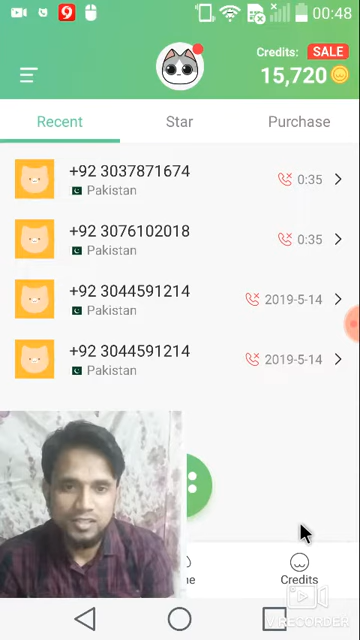 9
00:48
Credits: SALE
15,720
Recent Star Purchase
+92 3037871674
Pakistan
0:35
+92 3076102018
Pakistan
0:35
+92 3044591214
Pakistan
2019-5-14
+92 3044591214
Pakistan
2019-5-14
Credits
V RECORDER